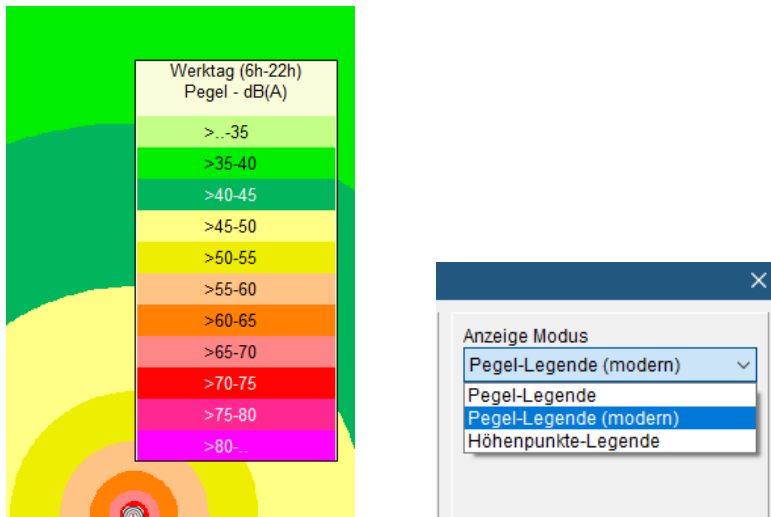 Werktag (6h-22h)
Pegel - dB(A)
>..-35
>35-40
>40-45
>45-50
>50-55
>55-60
>60-65
>65-70
>70-75
>75-80
>80-..
Anzeige Modus
Pegel-Legende (modern)
Pegel-Legende
Pegel-Legende (modern)
Höhenpunkte-Legende